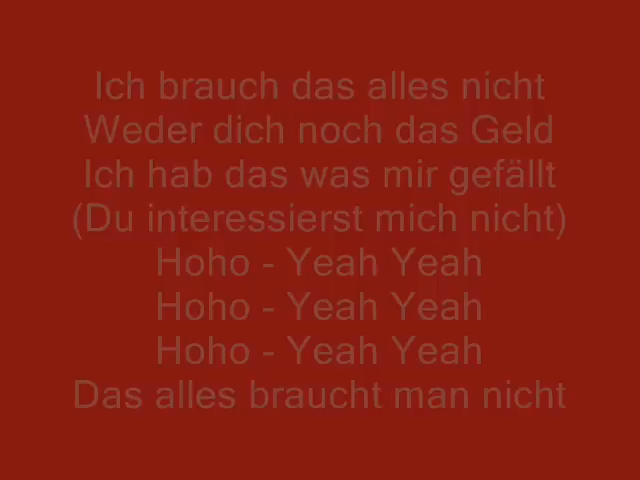 Ich brauch das alles nicht
Weder dich noch das Geld
Ich hab das was mir gefällt
(Du interessierst mich nicht)
Hoho - Yeah Yeah
Hoho - Yeah Yeah
Hoho - Yeah Yeah
Das alles braucht man nicht